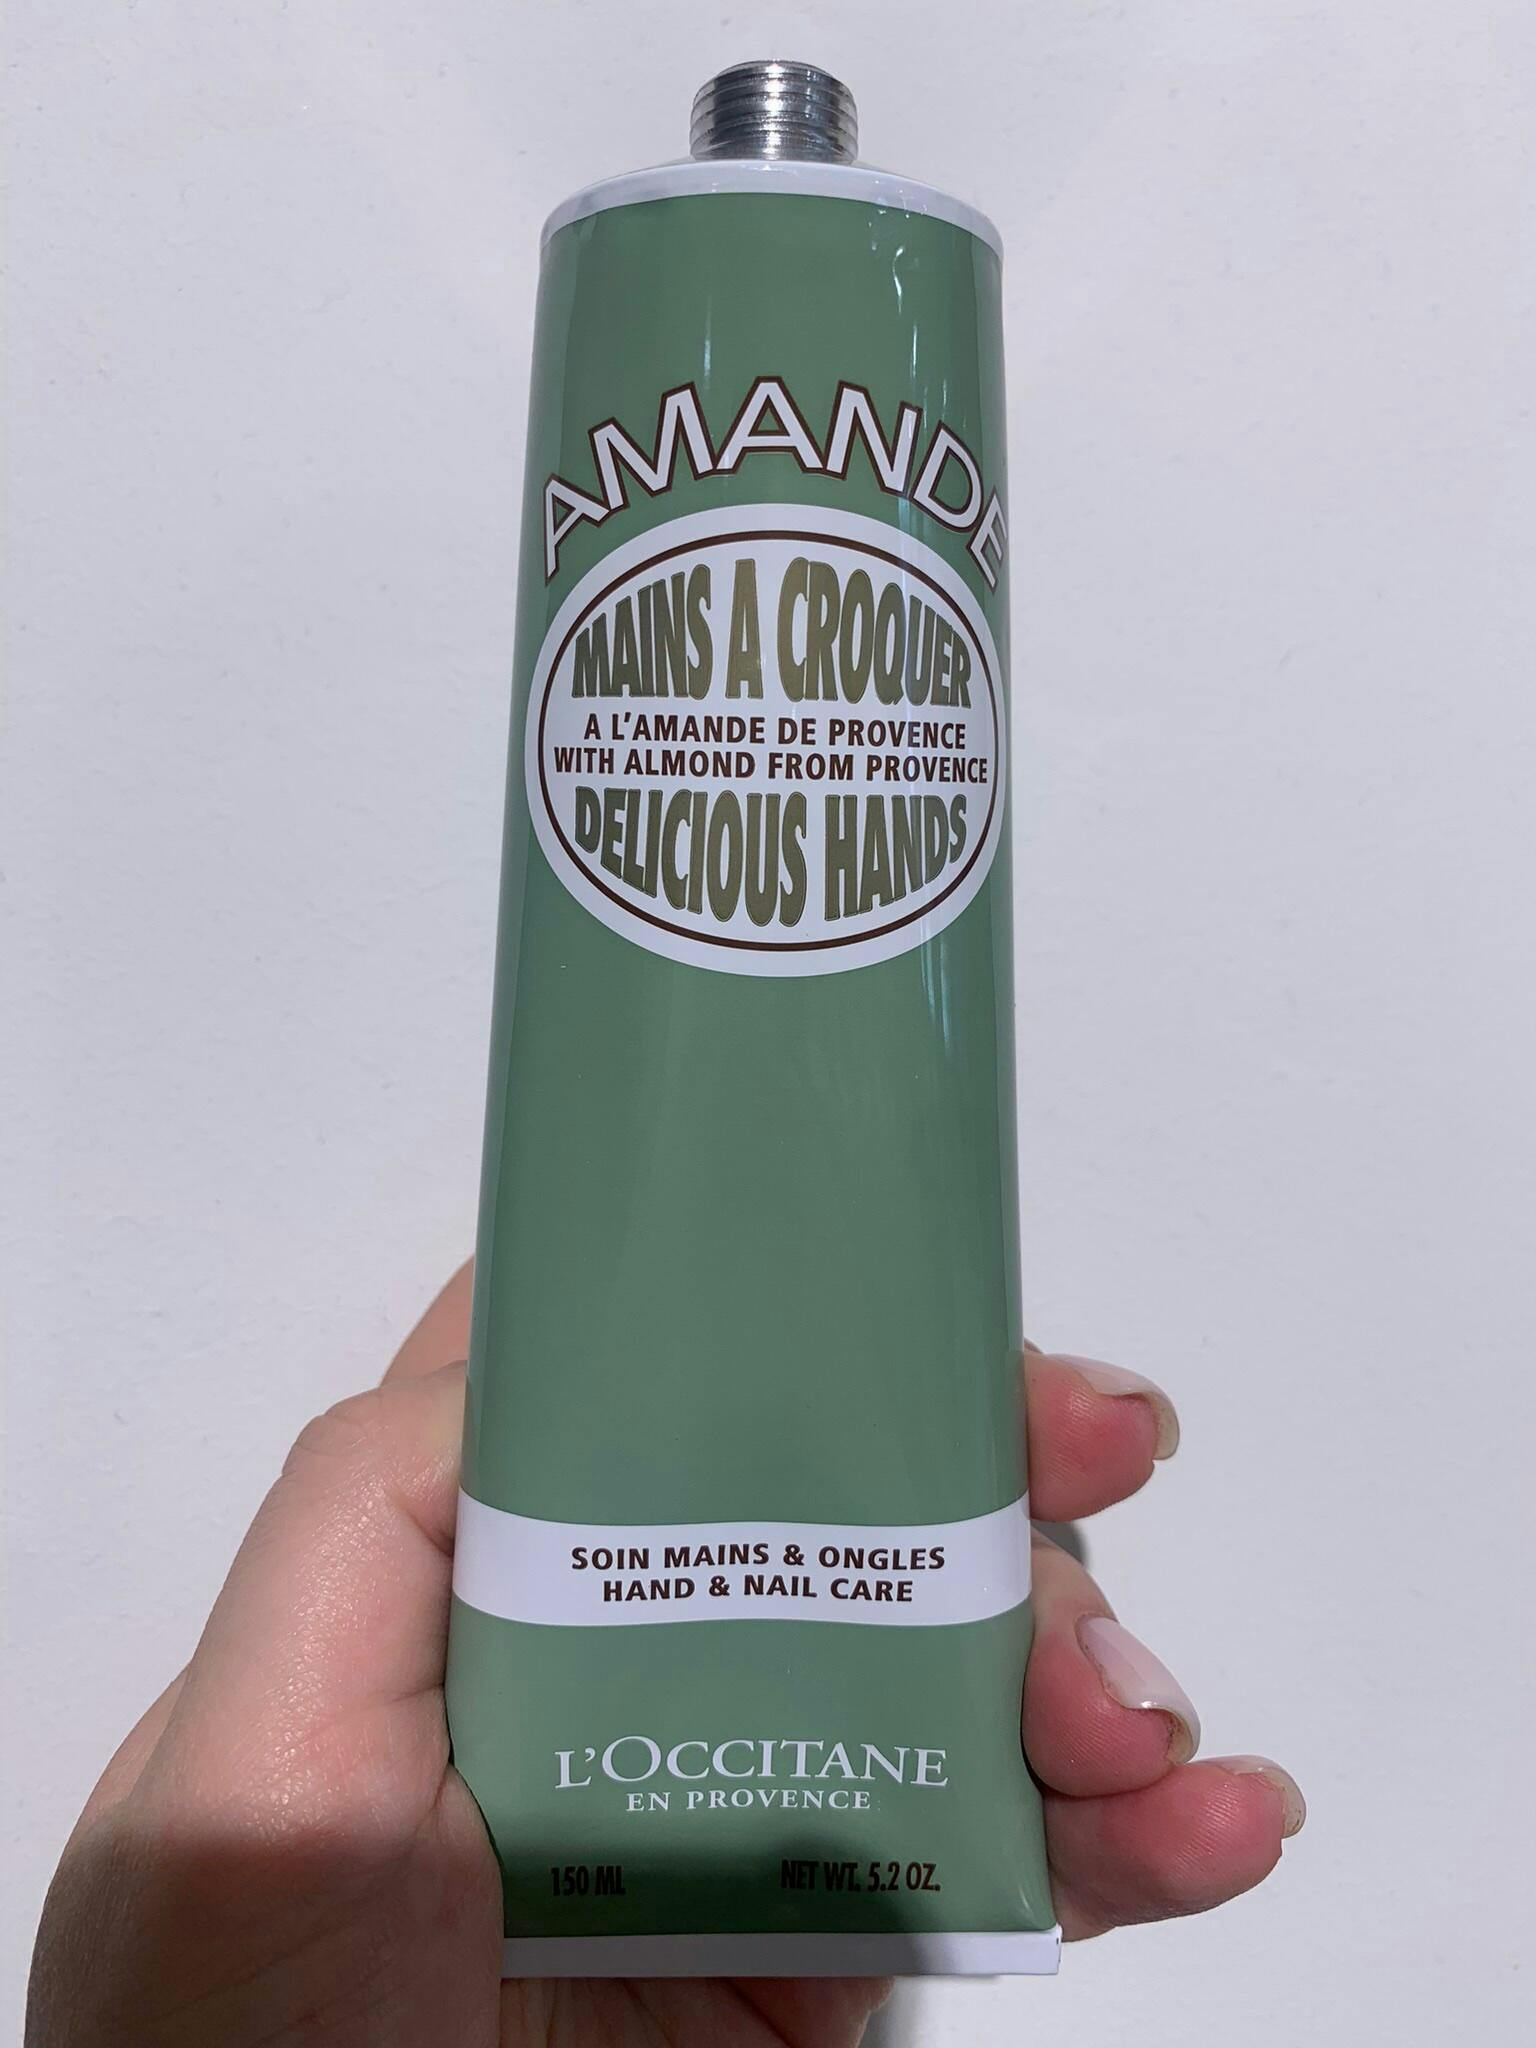 AMANDE
MAINS A CROQUER
A L'AMANDE DE PROVENCE
WITH ALMOND FROM PROVENCE
DELICIOUS HANDS
SOIN MAINS & ONGLES
HAND & NAIL CARE
L'OCCITANE
EN PROVENCE
150 ML NET WT. 5.2 OZ.